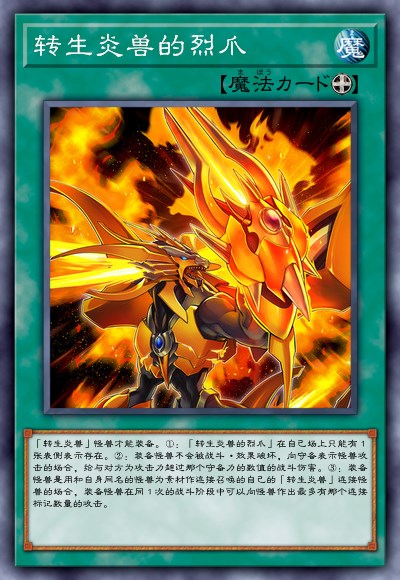 转生炎兽的烈爪
魔
【魔法カード】
まほう
「转生炎兽」怪兽才能装备。①：「转生炎兽的烈爪」在自己场上只能有1
张表侧表示存在。②：装备怪兽不会被战斗·效果破坏，向守备表示怪兽攻
击的场合，给与对方为攻击力超过那个守备力的数值的战斗伤害。③：装备
怪兽是用和自身同名的怪兽为素材作连接召唤的自己的「转生炎兽」连接怪
兽的场合，装备怪兽在同1次的战斗阶段中可以向怪兽作出最多有那个连接
标记数量的攻击。